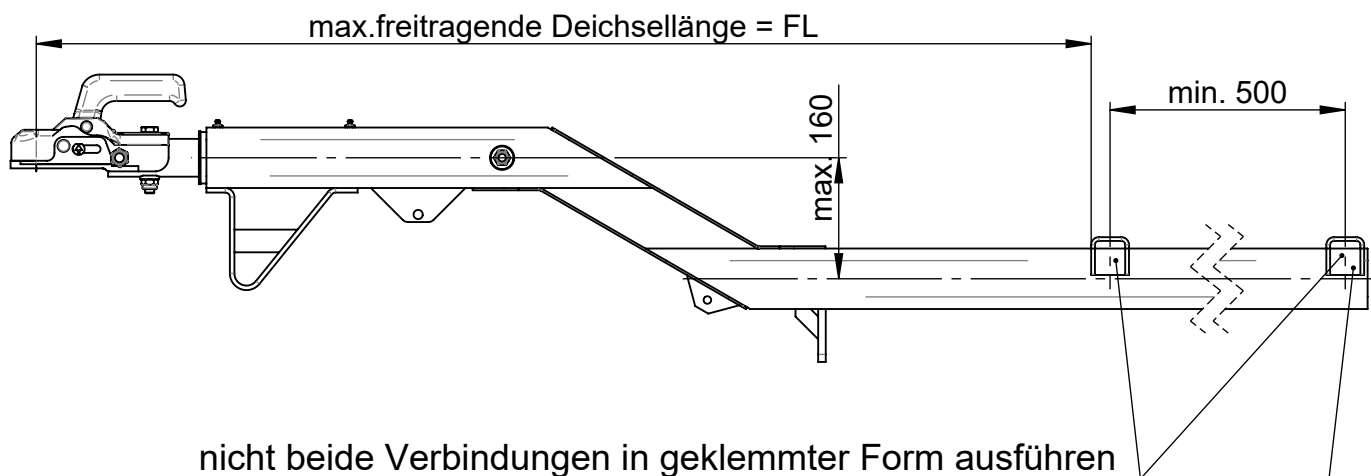 max.freitragende Deichsellänge = FL
min. 500
max. 160
nicht beide Verbindungen in geklemmter Form ausführen